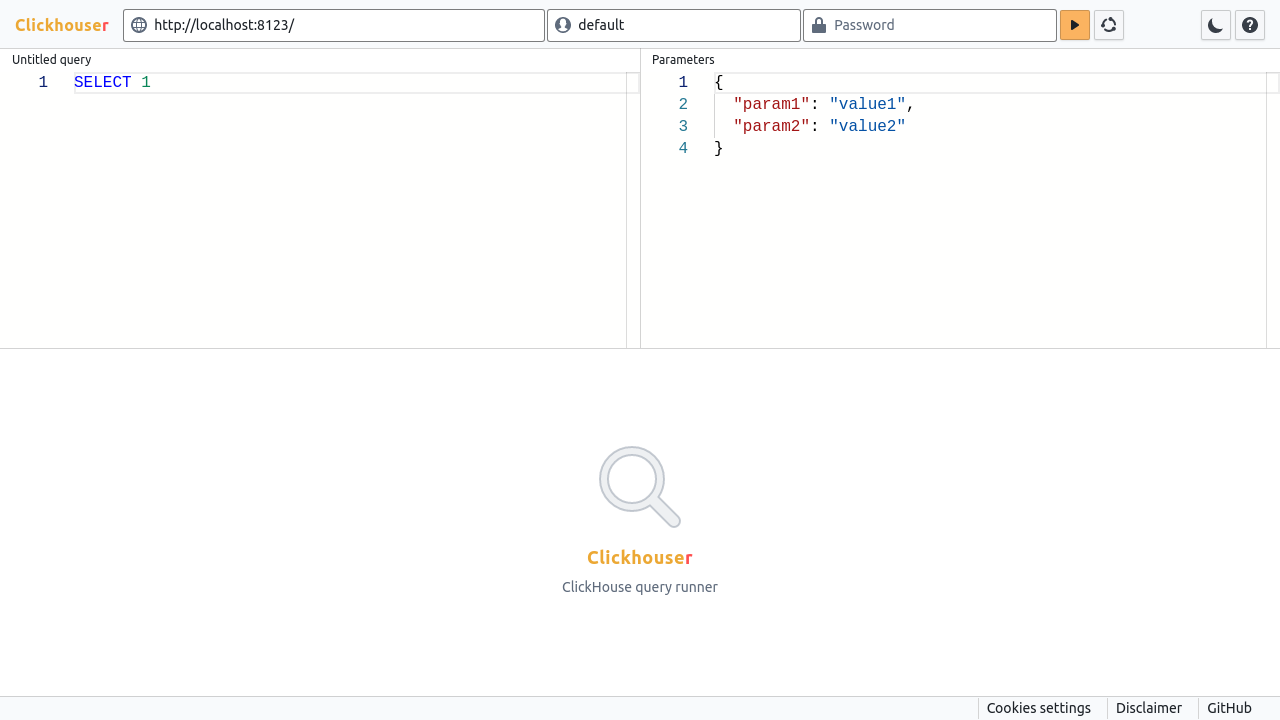 Clickhouser
http://localhost:8123/
default
Password
Untitled query
1 SELECT 1
Parameters
1 {
2 "param1": "value1",
3 "param2": "value2"
4 }
Clickhouser
ClickHouse query runner
Cookies settings
Disclaimer
GitHub